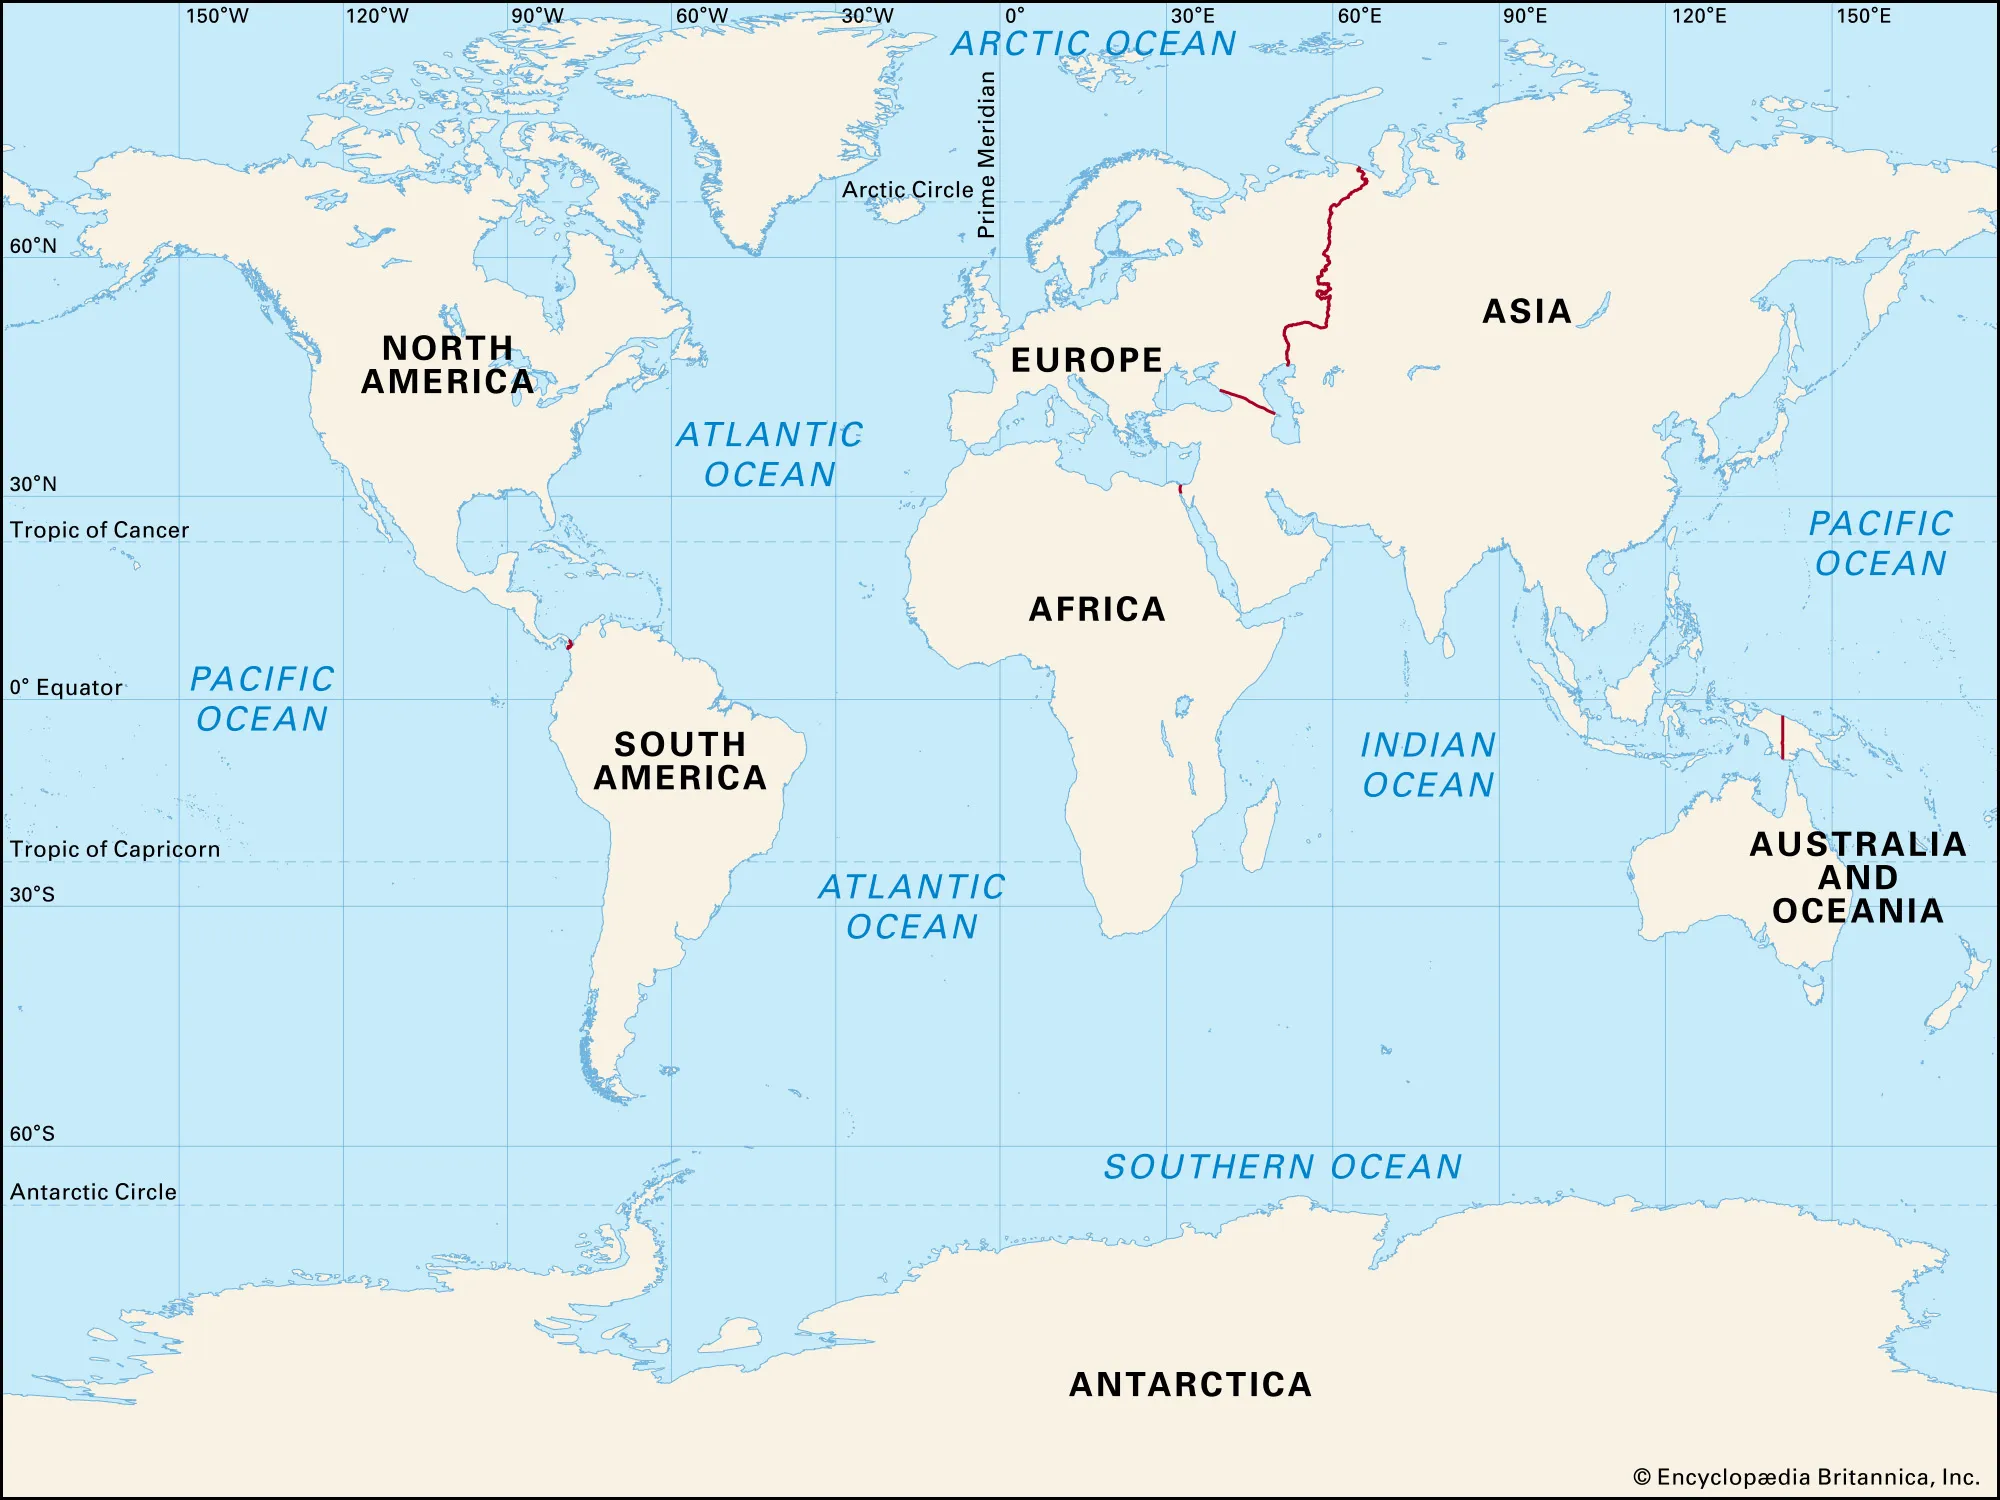 150°W 120°W 90°W 60°W 30°W 0° 30°E 60°E 90°E 120°E 150°E
ARCTIC OCEAN
Prime Meridian
Arctic Circle
60°N
NORTH
AMERICA
EUROPE
ASIA
ATLANTIC
OCEAN
30°N
Tropic of Cancer
PACIFIC
OCEAN
AFRICA
0° Equator
PACIFIC
OCEAN
SOUTH
AMERICA
INDIAN
OCEAN
Tropic of Capricorn
AUSTRALIA
AND
OCEANIA
30°S
ATLANTIC
OCEAN
60°S
SOUTHERN OCEAN
Antarctic Circle
ANTARCTICA
© Encyclopædia Britannica, Inc.